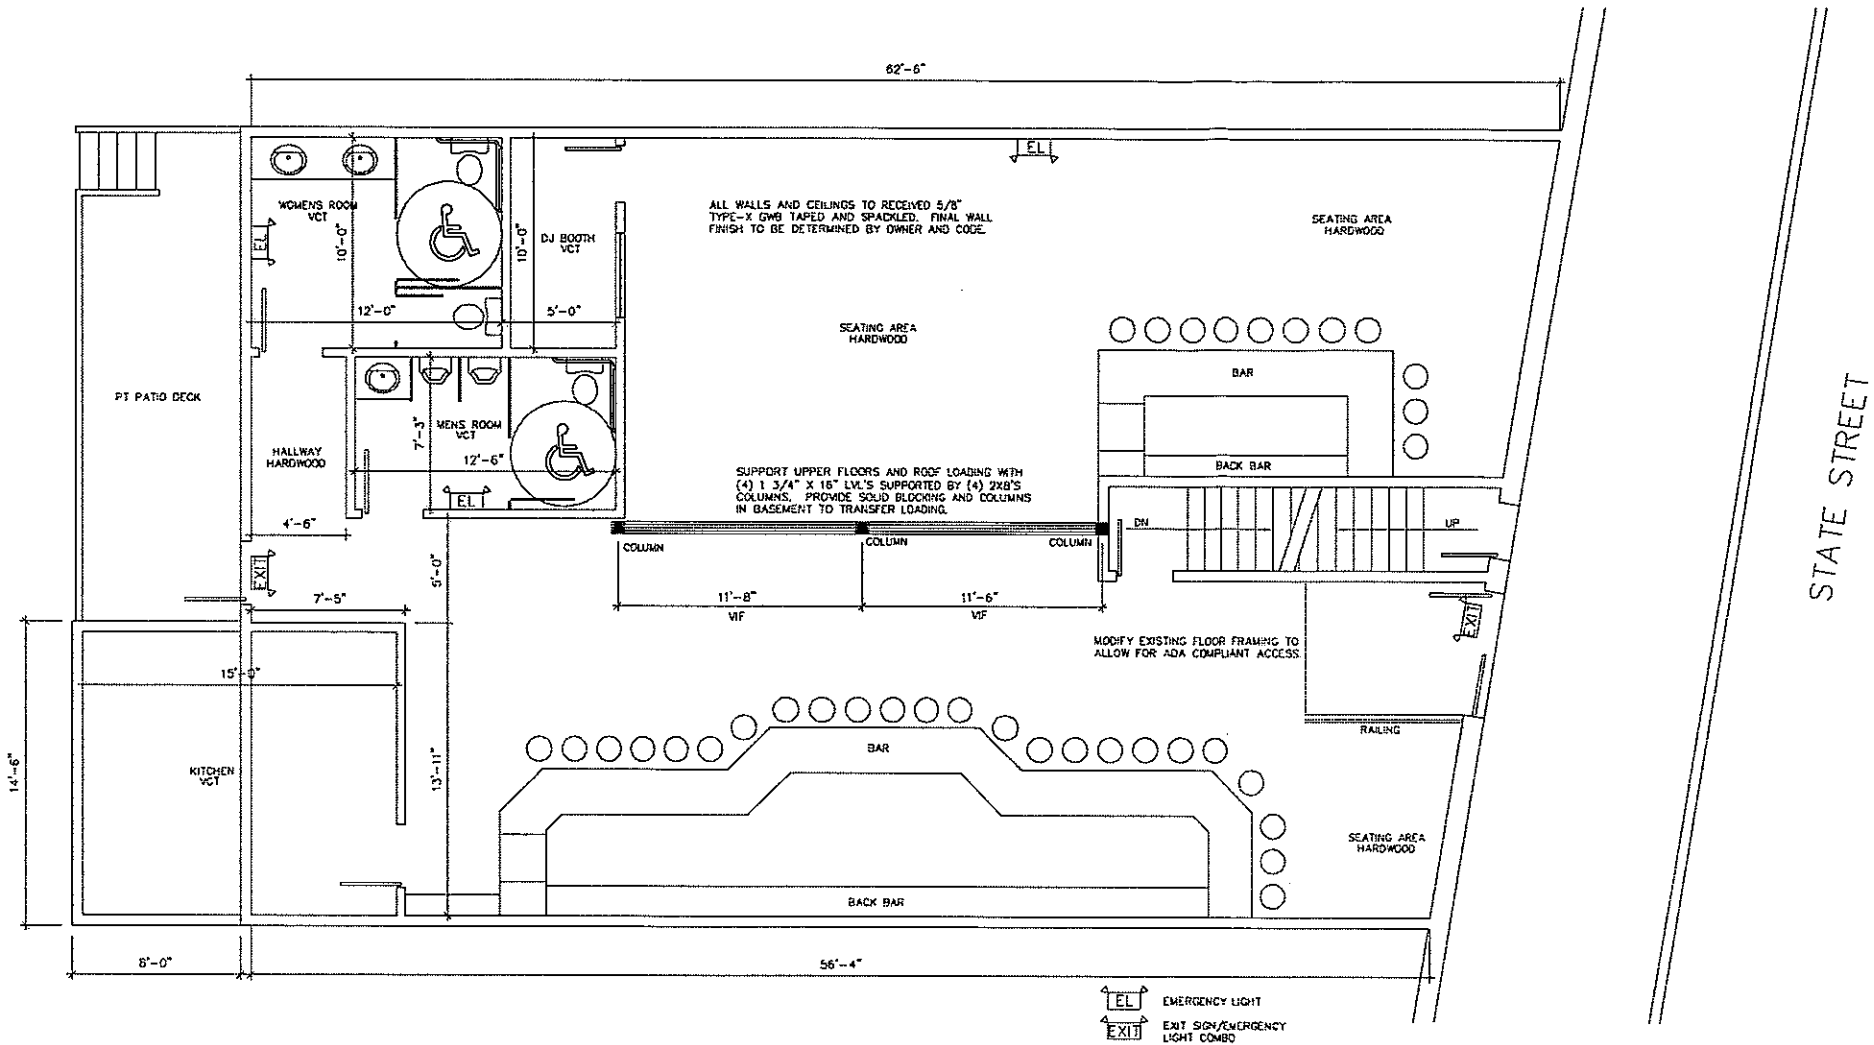 62'-6"
EL
ALL WALLS AND CEILINGS TO RECEIVED 5/8"
TYPE-X GWB TAPED AND SPACKLED. FINAL WALL
FINISH TO BE DETERMINED BY OWNER AND CODE.
WOMENS ROOM
VCT
EL
10'-0"
10'-0"
DJ BOOTH
VCT
SEATING AREA
HARDWOOD
12'-0"
5'-0"
SEATING AREA
HARDWOOD
BAR
BACK BAR
PT PATIO DECK
HALLWAY
HARDWOOD
7'-3"
MENS ROOM
VCT
12'-6"
EL
SUPPORT UPPER FLOORS AND ROOF LOADING WITH
(4) 1 3/4" X 16" LVL'S SUPPORTED BY (4) 2X8'S
COLUMNS. PROVIDE SOLID BLOCKING AND COLUMNS
IN BASEMENT TO TRANSFER LOADING.
4'-6"
DN
UP
COLUMN
COLUMN
COLUMN
EXIT
5'-0"
7'-5"
11'-8"
VIF
11'-6"
VIF
EXIT
STATE STREET
MODIFY EXISTING FLOOR FRAMING TO
ALLOW FOR ADA COMPLIANT ACCESS
15'-0"
RAILING
14'-6"
KITCHEN
VCT
13'-11"
BAR
SEATING AREA
HARDWOOD
BACK BAR
8'-0"
56'-4"
EL EMERGENCY LIGHT
EXIT EXIT SIGN/EMERGENCY
LIGHT COMBO